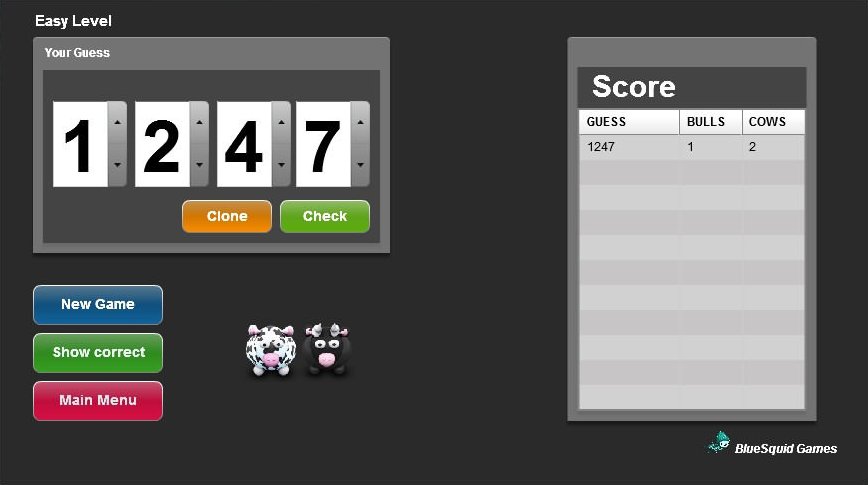 Easy Level
Your Guess
1 2 4 7
Clone Check
New Game
Show correct
Main Menu
Score
GUESS BULLS COWS
1247 1 2
BlueSquid Games